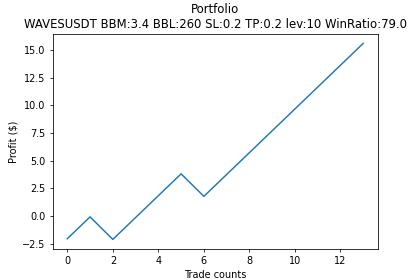 Portfolio
WAVESUSDT BBM:3.4 BBL:260 SL:0.2 TP:0.2 lev:10 WinRatio:79.0
15.0
12.5
10.0
7.5
5.0
2.5
0.0
−2.5
Profit ($)
0 2 4 6 8 10 12
Trade counts